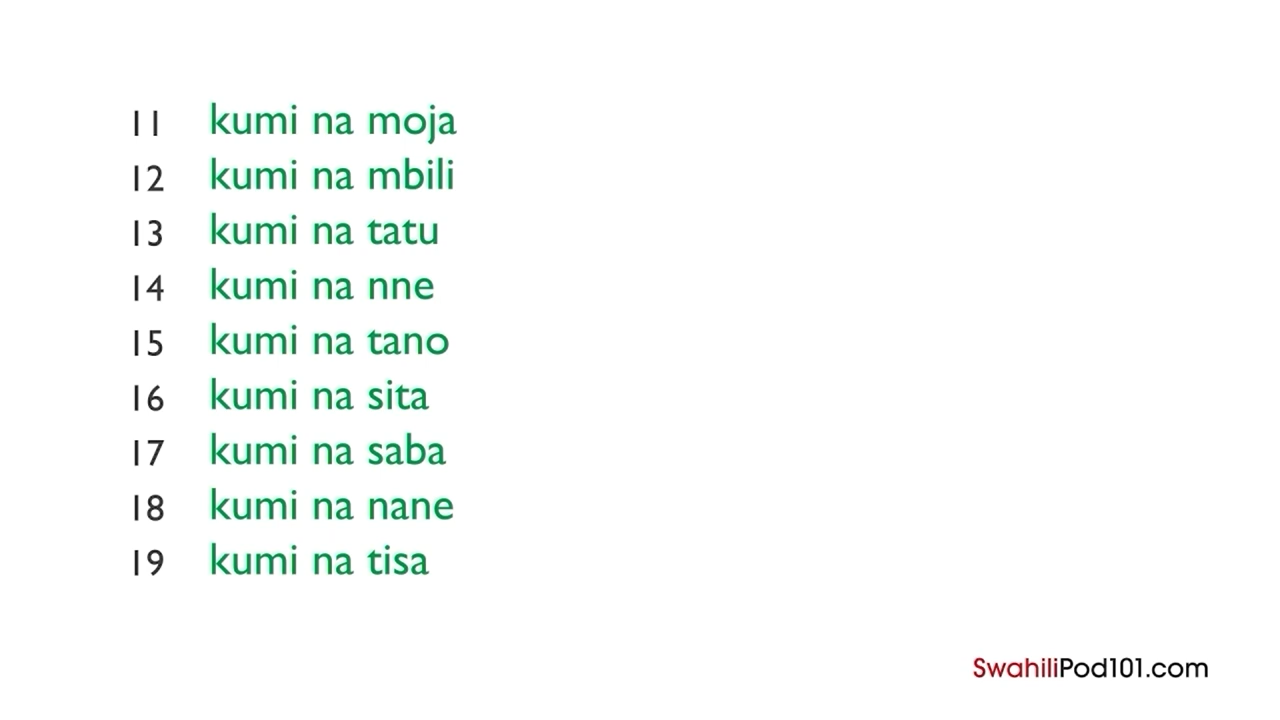 11 kumi na moja
12 kumi na mbili
13 kumi na tatu
14 kumi na nne
15 kumi na tano
16 kumi na sita
17 kumi na saba
18 kumi na nane
19 kumi na tisa
SwahiliPod101.com